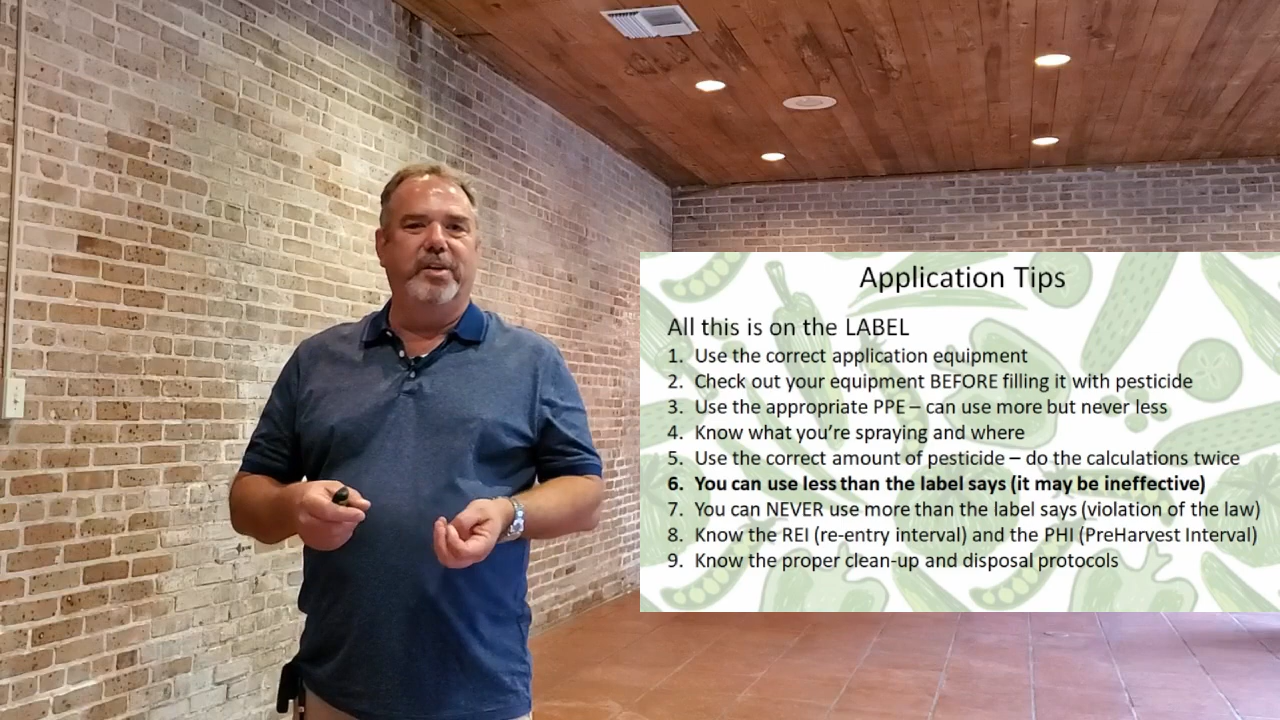 Application Tips
All this is on the LABEL
1. Use the correct application equipment
2. Check out your equipment BEFORE filling it with pesticide
3. Use the appropriate PPE – can use more but never less
4. Know what you're spraying and where
5. Use the correct amount of pesticide – do the calculations twice
6. You can use less than the label says (it may be ineffective)
7. You can NEVER use more than the label says (violation of the law)
8. Know the REI (re-entry interval) and the PHI (PreHarvest Interval)
9. Know the proper clean-up and disposal protocols